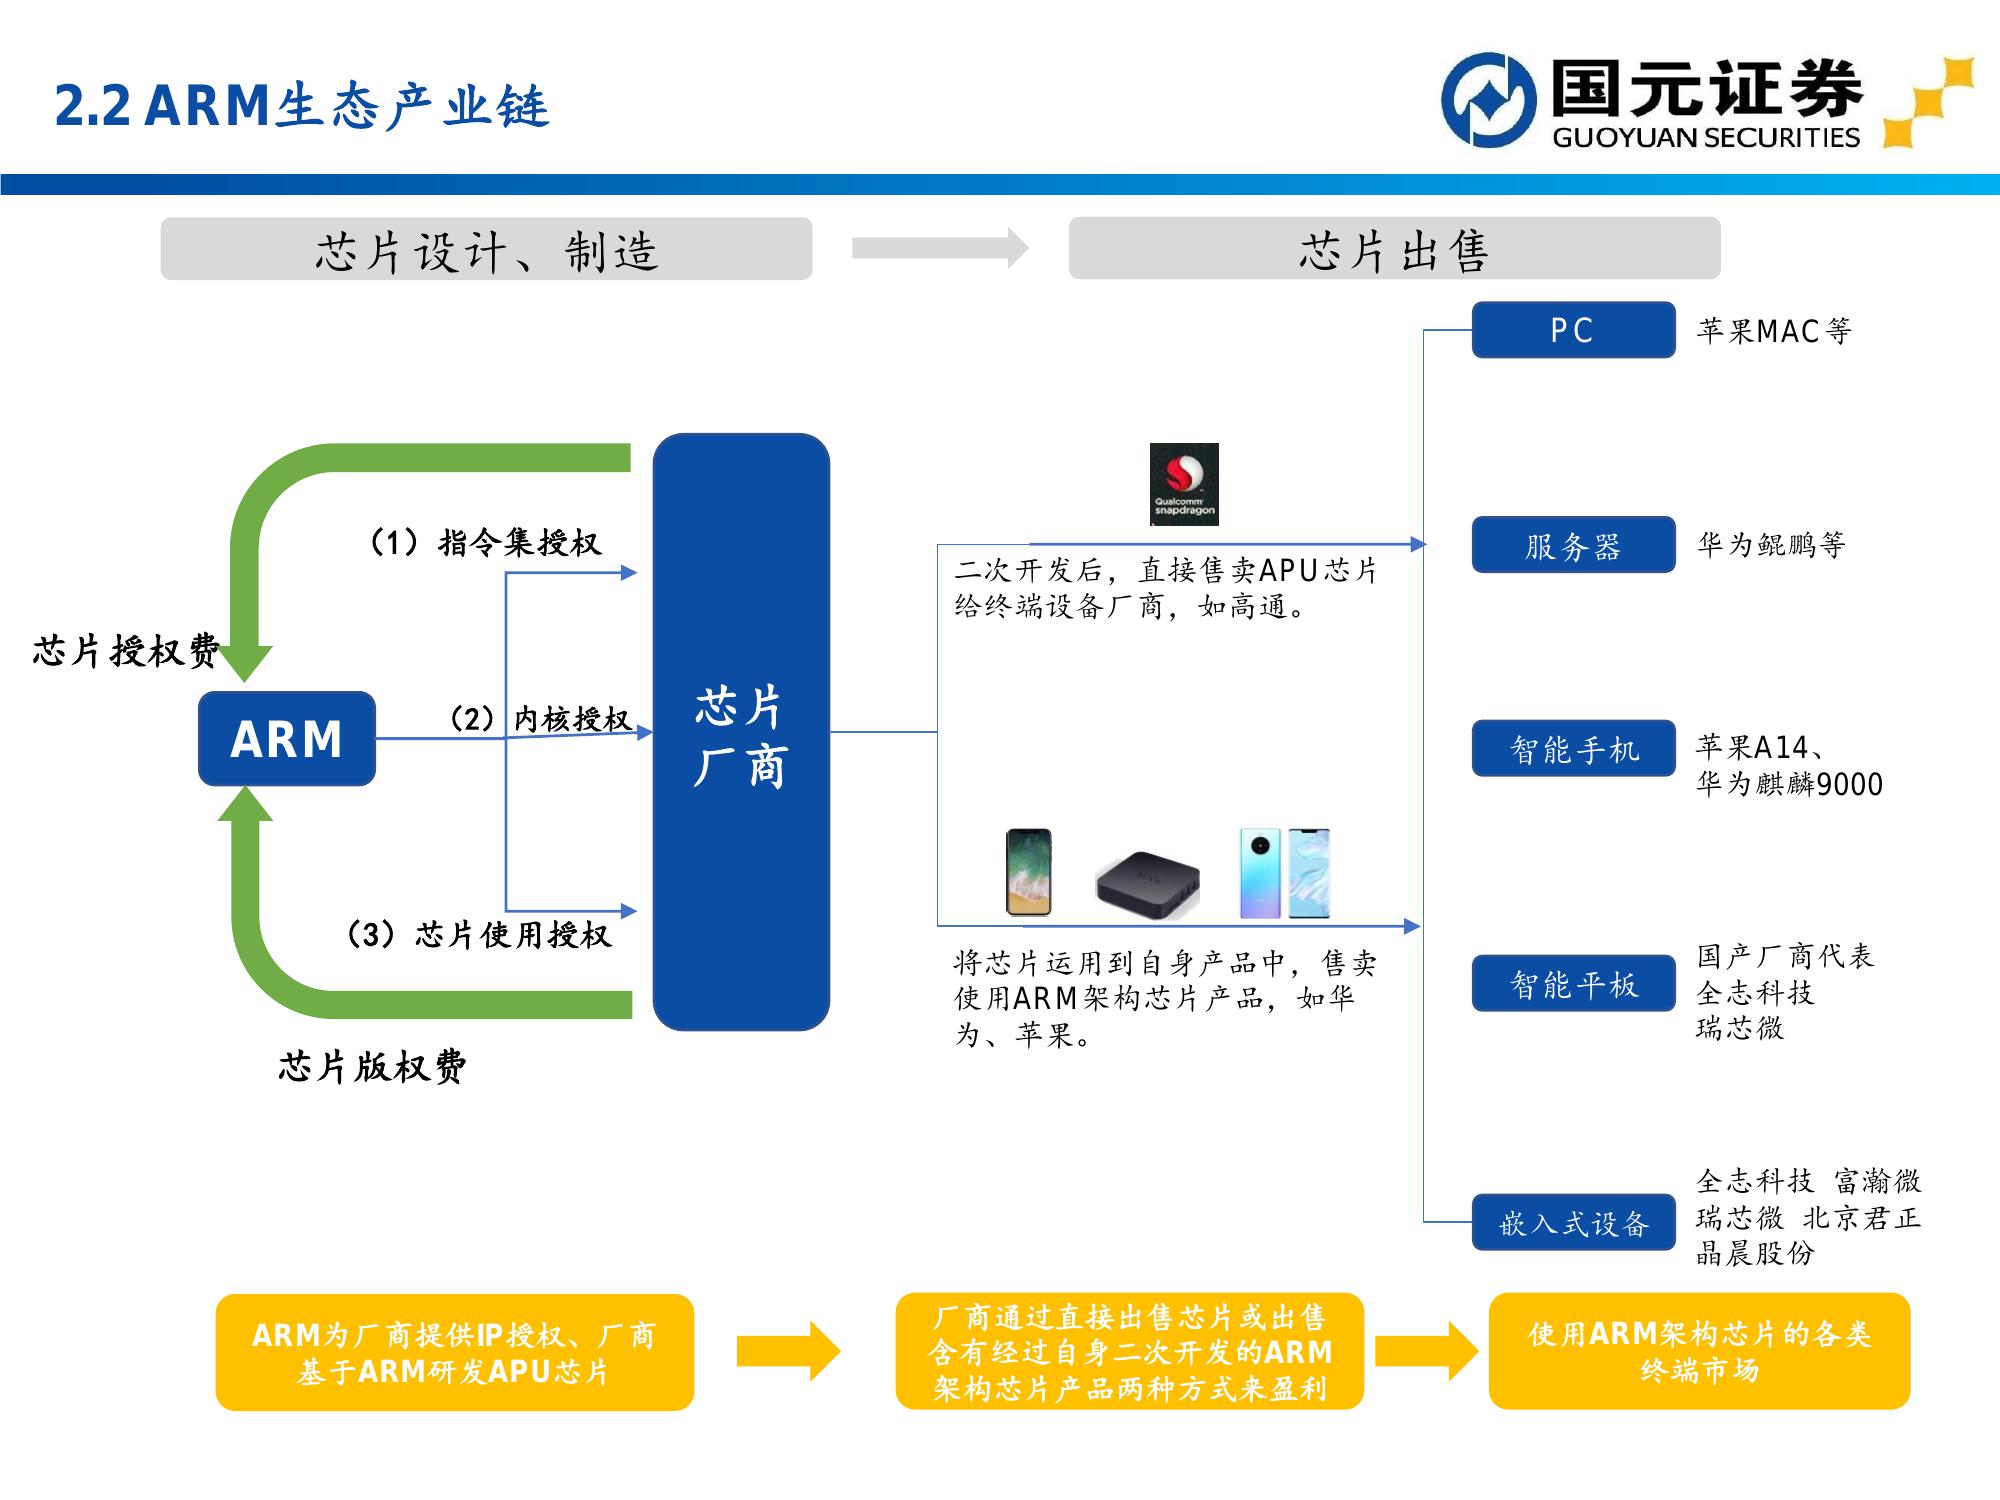 2.2 ARM生态产业链
国元证券
GUOYUAN SECURITIES
芯片设计、制造
芯片出售
PC
苹果MAC等
Qualcomm
snapdragon
(1) 指令集授权
二次开发后，直接售卖APU芯片
给终端设备厂商，如高通。
服务器
华为鲲鹏等
芯片授权费
ARM
(2) 内核授权
芯片
厂商
智能手机
苹果A14、
华为麒麟9000
(3) 芯片使用授权
将芯片运用到自身产品中，售卖
使用ARM架构芯片产品，如华
为、苹果。
智能平板
国产厂商代表
全志科技
瑞芯微
芯片版权费
嵌入式设备
全志科技 富瀚微
瑞芯微 北京君正
晶晨股份
ARM为厂商提供IP授权、厂商
基于ARM研发APU芯片
厂商通过直接出售芯片或出售
含有经过自身二次开发的ARM
架构芯片产品两种方式来盈利
使用ARM架构芯片的各类
终端市场